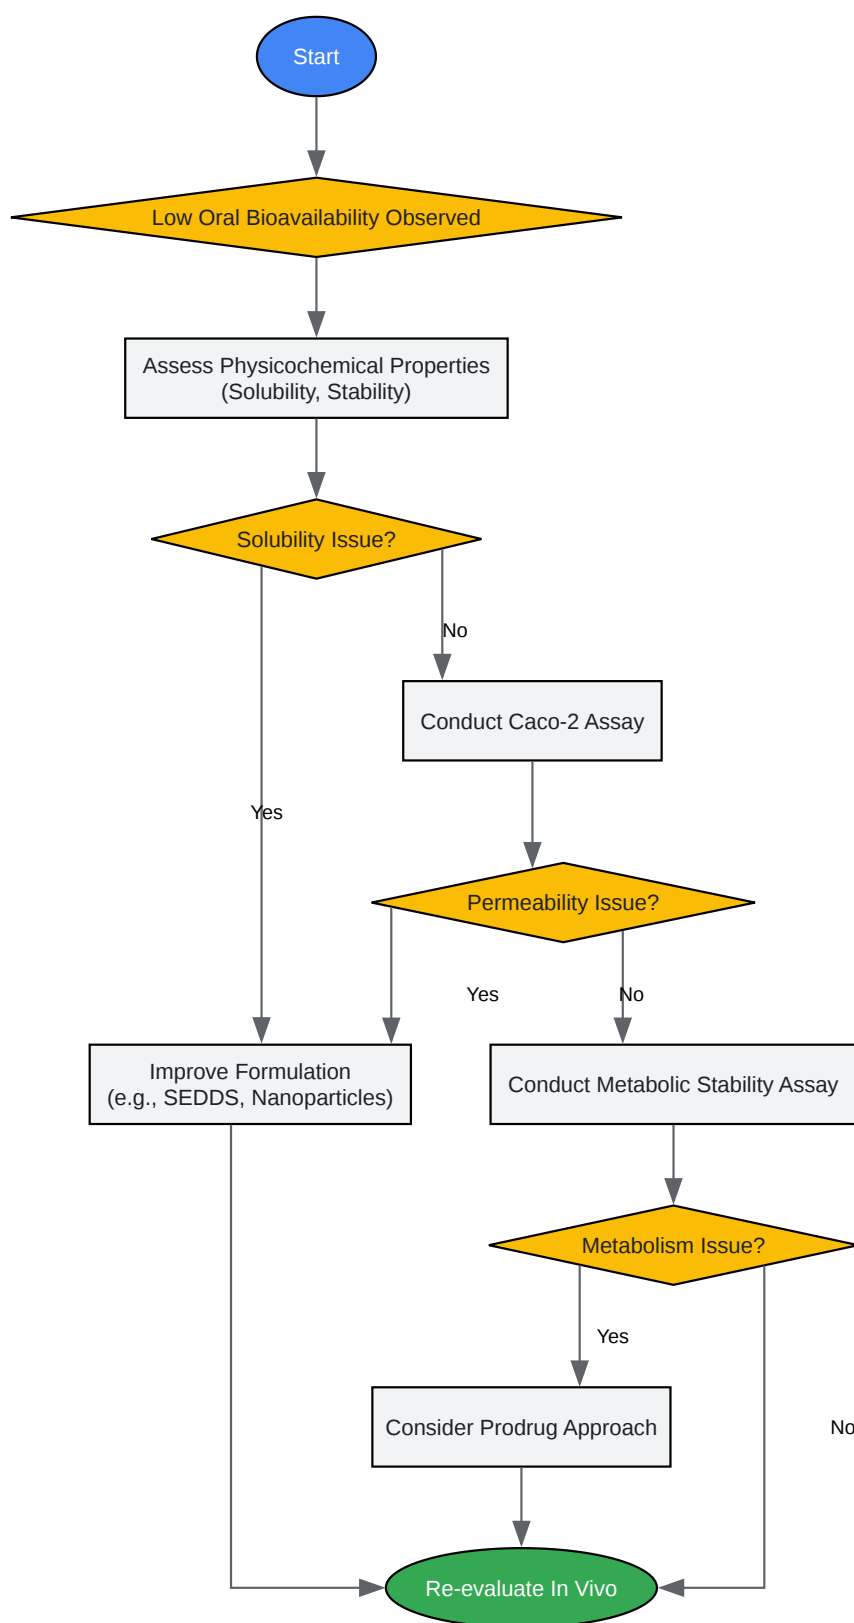 Start
Low Oral Bioavailability Observed
Assess Physicochemical Properties
(Solubility, Stability)
Solubility Issue?
No
Conduct Caco-2 Assay
Yes
Permeability Issue?
Yes
No
Improve Formulation
(e.g., SEDDS, Nanoparticles)
Conduct Metabolic Stability Assay
Metabolism Issue?
Yes
Consider Prodrug Approach
No
Re-evaluate In Vivo